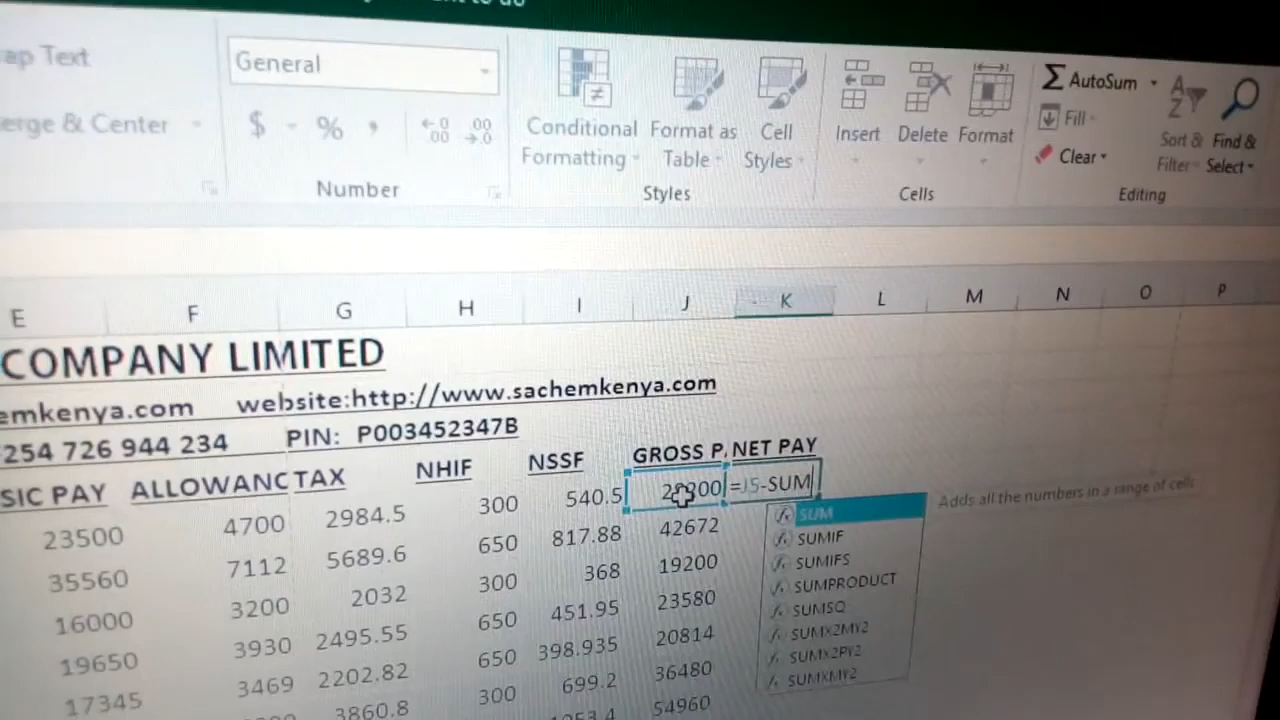 ap Text
General
AutoSum
Fill
erge & Center
$ % ,
Conditional Formatting
Format as Table
Cell Styles
Insert
Delete
Format
Clear
Sort & Filter
Find & Select
Number
Styles
Cells
Editing
E F G H I J K L M N O P
COMPANY LIMITED
emkenya.com website:http://www.sachemkenya.com
254 726 944 234 PIN: P003452347B
SIC PAY ALLOWANC TAX NHIF NSSF GROSS P. NET PAY
23500 4700 2984.5 300 540.5 28200 =J5-SUM
35560 7112 5689.6 650 817.88 42672
16000 3200 2032 300 368 19200
19650 3930 2495.55 650 451.95 23580
17345 3469 2202.82 650 398.935 20814
3860.8 300 699.2 36480
1053.4 54960
SUM Adds all the numbers in a range of cells
SUMIF
SUMIFS
SUMPRODUCT
SUMSQ
SUMX2MY2
SUMX2PY2
SUMXMY2